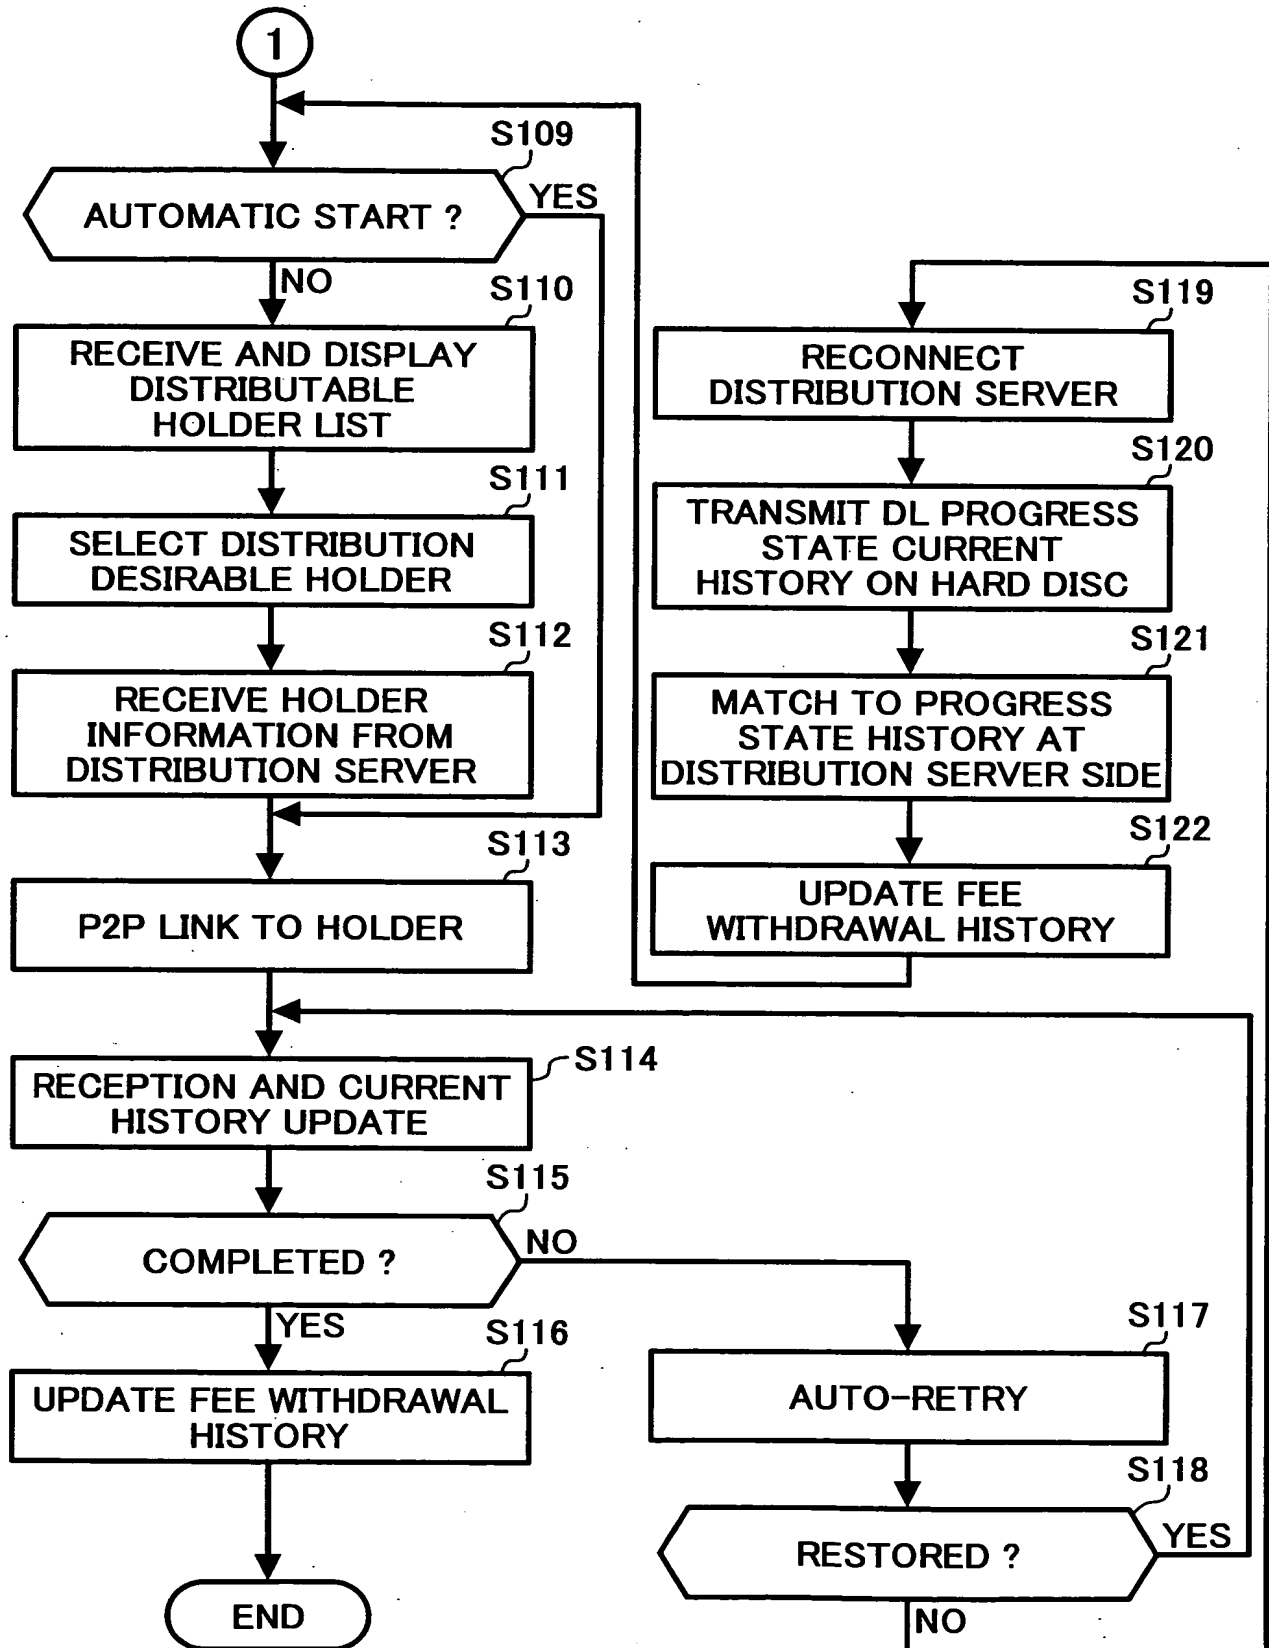 1
S109
AUTOMATIC START ?
YES
NO
S110
RECEIVE AND DISPLAY
DISTRIBUTABLE
HOLDER LIST
S111
SELECT DISTRIBUTION
DESIRABLE HOLDER
S112
RECEIVE HOLDER
INFORMATION FROM
DISTRIBUTION SERVER
S113
P2P LINK TO HOLDER
S114
RECEPTION AND CURRENT
HISTORY UPDATE
S115
COMPLETED ?
NO
YES
S116
UPDATE FEE WITHDRAWAL
HISTORY
END
S117
AUTO-RETRY
S118
RESTORED ?
YES
NO
S119
RECONNECT
DISTRIBUTION SERVER
S120
TRANSMIT DL PROGRESS
STATE CURRENT
HISTORY ON HARD DISC
S121
MATCH TO PROGRESS
STATE HISTORY AT
DISTRIBUTION SERVER SIDE
S122
UPDATE FEE
WITHDRAWAL HISTORY